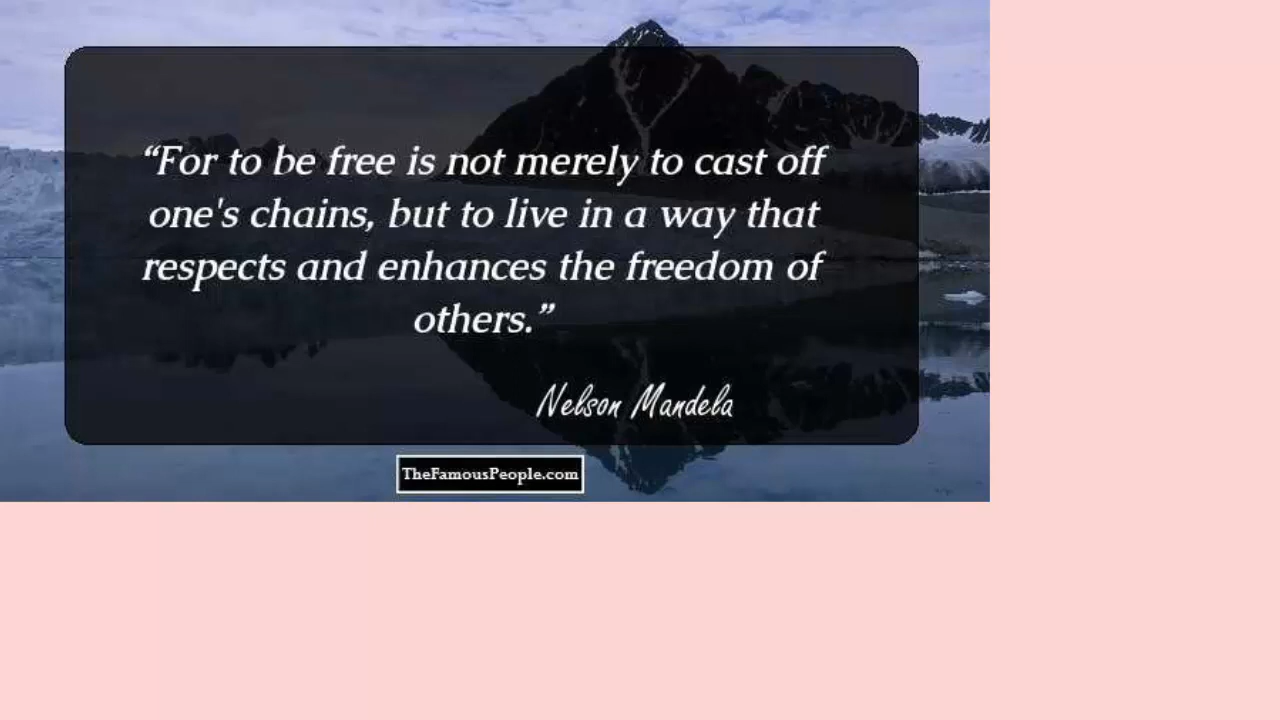 “For to be free is not merely to cast off
one's chains, but to live in a way that
respects and enhances the freedom of
others.”
Nelson Mandela
TheFamousPeople.com